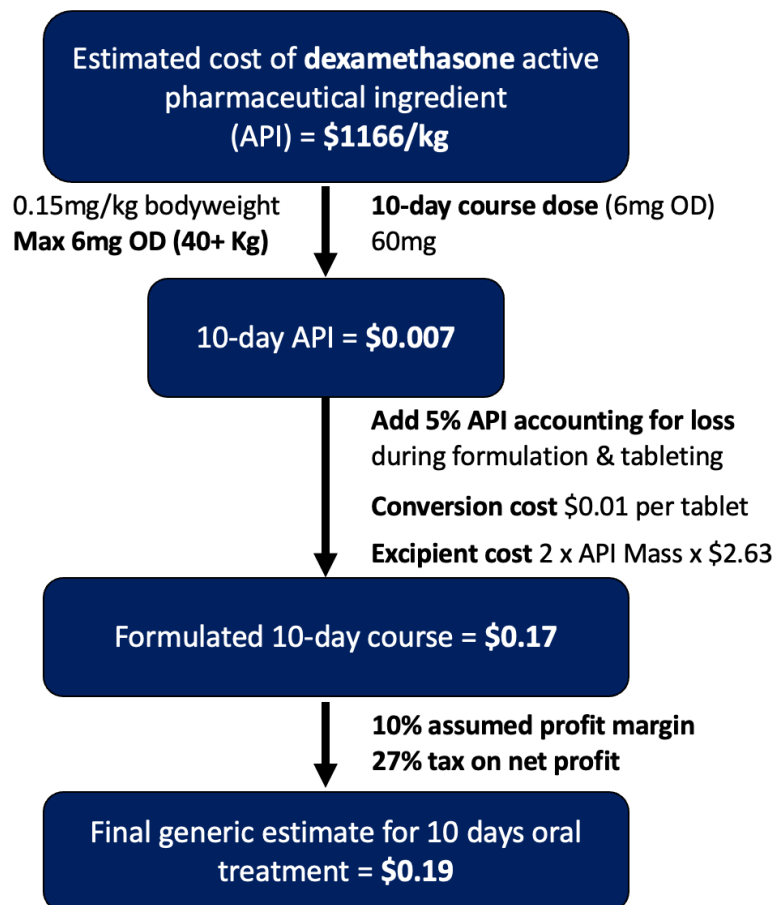 Estimated cost of dexamethasone active
pharmaceutical ingredient
(API) = $1166/kg
0.15mg/kg bodyweight
Max 6mg OD (40+ Kg)
10-day course dose (6mg OD)
60mg
10-day API = $0.007
Add 5% API accounting for loss
during formulation & tableting
Conversion cost $0.01 per tablet
Excipient cost 2 x API Mass x $2.63
Formulated 10-day course = $0.17
10% assumed profit margin
27% tax on net profit
Final generic estimate for 10 days oral
treatment = $0.19